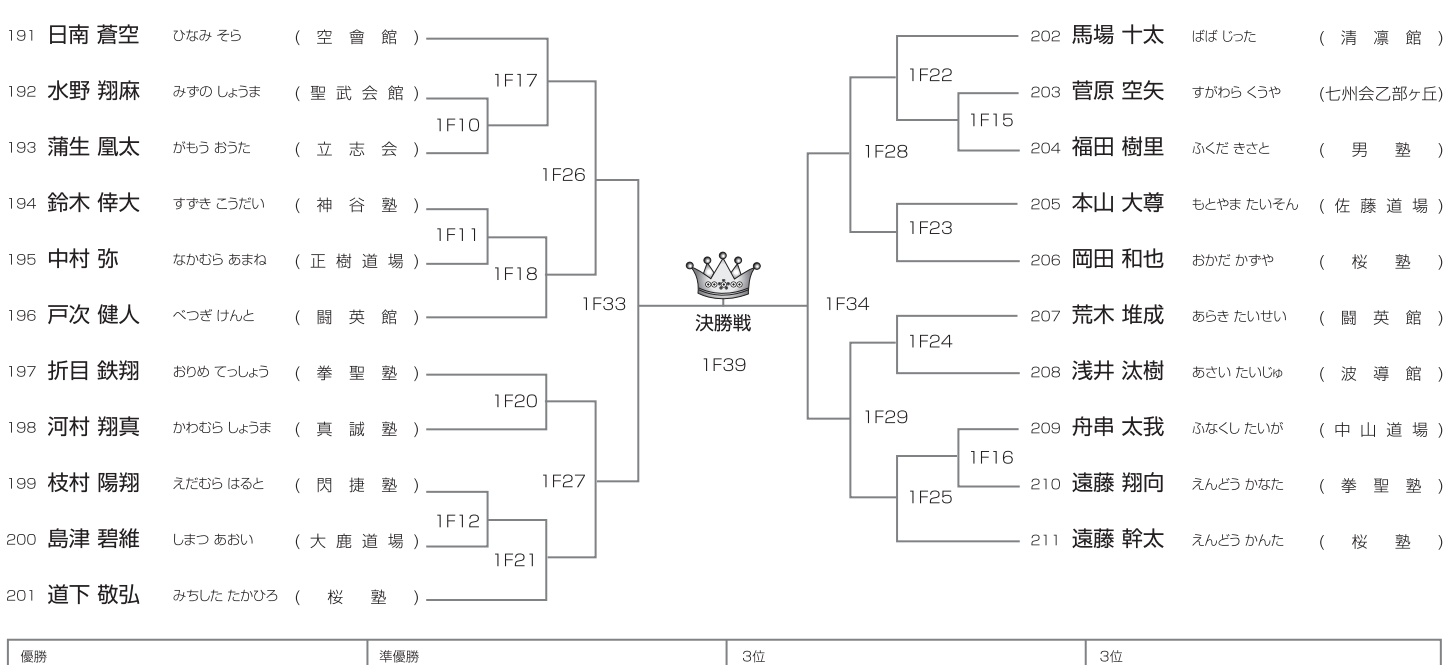 191 日南 蒼空 ひなみ そら ( 空 會 館 )
192 水野 翔麻 みずの しょうま ( 聖 武 会 館 )
193 蒲生 凰太 がもう おうた ( 立 志 会 )
194 鈴木 倖大 すずき こうだい ( 神 谷 塾 )
195 中村 弥 なかむら あまね ( 正 樹 道 場 )
196 戸次 健人 べつぎ けんと ( 闘 英 館 )
197 折目 鉄翔 おりめ てっしょう ( 拳 聖 塾 )
198 河村 翔真 かわむら しょうま ( 真 誠 塾 )
199 枝村 陽翔 えだむら はると ( 閃 捷 塾 )
200 島津 碧維 しまつ あおい ( 大 鹿 道 場 )
201 道下 敬弘 みちした たかひろ ( 桜 塾 )
1F17
1F10
1F26
1F11
1F18
1F33
1F20
1F27
1F12
1F21
決勝戦
1F39
1F22
1F15
1F28
1F23
1F34
1F24
1F29
1F16
1F25
202 馬場 十太 ばば じった ( 清 凛 館 )
203 菅原 空矢 すがわら くうや (七州会乙部ヶ丘)
204 福田 樹里 ふくだ きさと ( 男 塾 )
205 本山 大尊 もとやま たいそん ( 佐 藤 道 場 )
206 岡田 和也 おかだ かずや ( 桜 塾 )
207 荒木 堆成 あらき たいせい ( 闘 英 館 )
208 浅井 汰樹 あさい たいじゅ ( 波 導 館 )
209 舟串 太我 ふなくし たいが ( 中 山 道 場 )
210 遠藤 翔向 えんどう かなた ( 拳 聖 塾 )
211 遠藤 幹太 えんどう かんた ( 桜 塾 )
優勝
準優勝
3位
3位